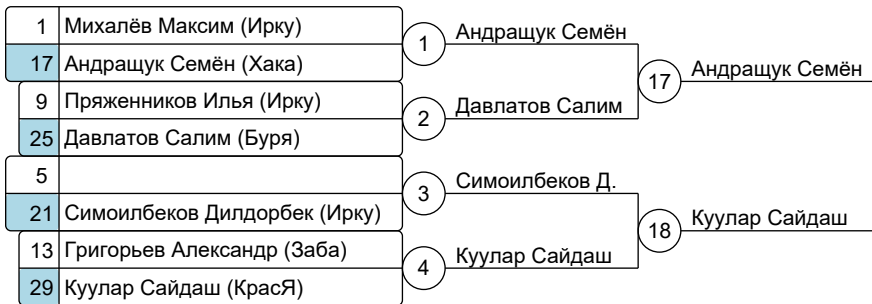 1 Михалёв Максим (Ирку)
17 Андращук Семён (Хака)
1 Андращук Семён
9 Пряженников Илья (Ирку)
25 Давлатов Салим (Буря)
2 Давлатов Салим
17 Андращук Семён
5
21 Симоилбеков Дилдорбек (Ирку)
3 Симоилбеков Д.
13 Григорьев Александр (Заба)
29 Куулар Сайдаш (КрасЯ)
4 Куулар Сайдаш
18 Куулар Сайдаш